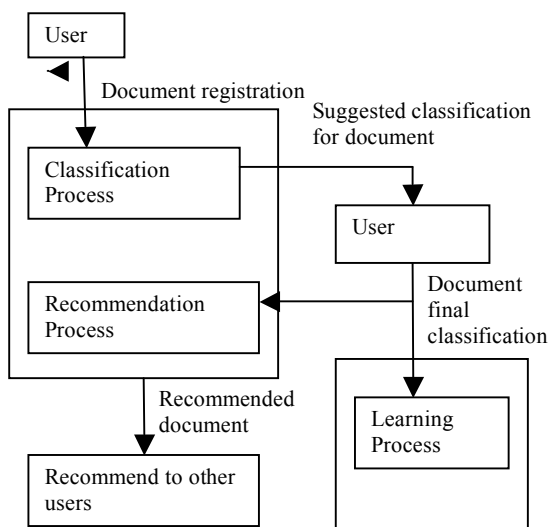 User
Document registration
Suggested classification
for document
Classification
Process
User
Document
final
classification
Recommendation
Process
Recommended
document
Learning
Process
Recommend to other
users